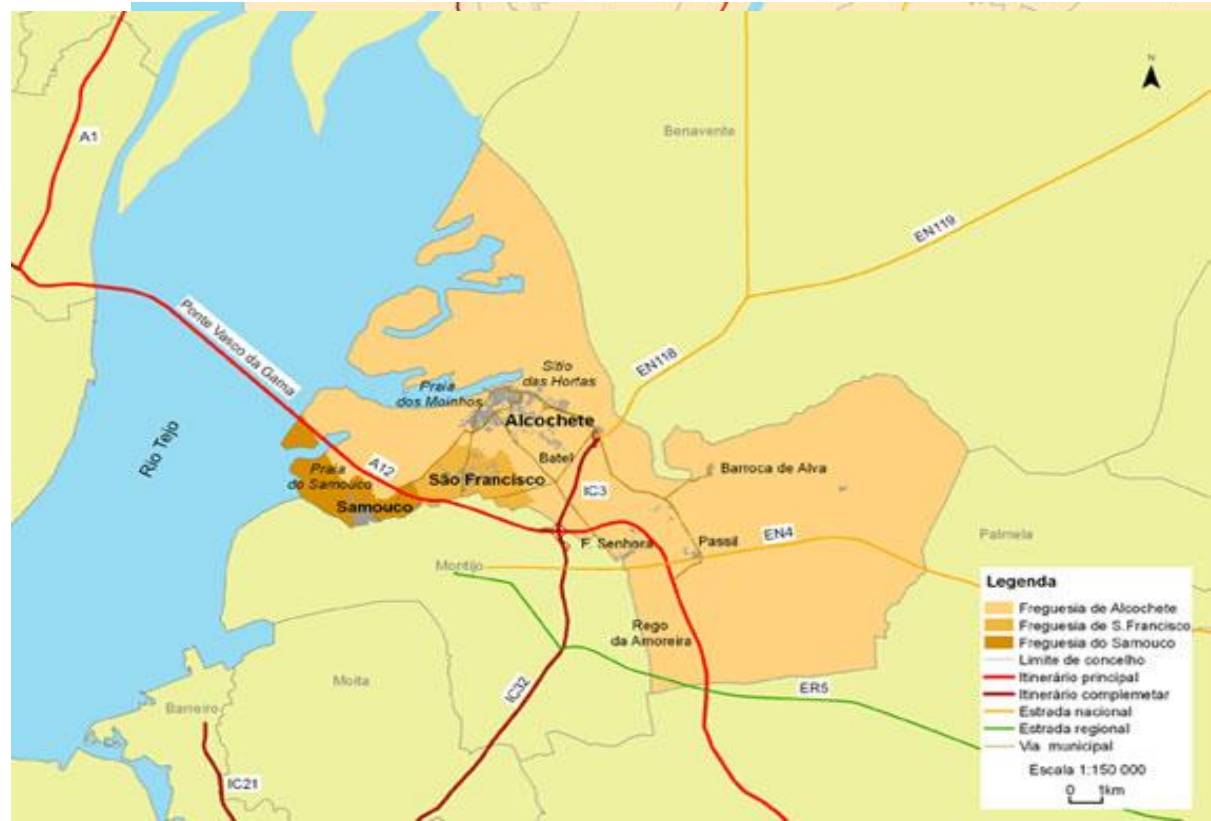 N
A1
Benavente
EN119
Ponte Vasco da Gama
EN118
Sítio
das Hortas
Praia
dos Moinhos
Alcochete
Rio Tejo
A12
Batel
Praia
do Samouco
São Francisco
Barroca de Alva
IC3
Samouco
F. Senhora
Passil
EN4
Palmela
Montijo
Rego
da Amoreira
Moita
IC32
ER5
Barreiro
IC21
Legenda
Freguesia de Alcochete
Freguesia de S.Francisco
Freguesia do Samouco
Limite de concelho
Itinerário principal
Itinerário complemetar
Estrada nacional
Estrada regional
Via municipal
Escala 1:150 000
0 1km